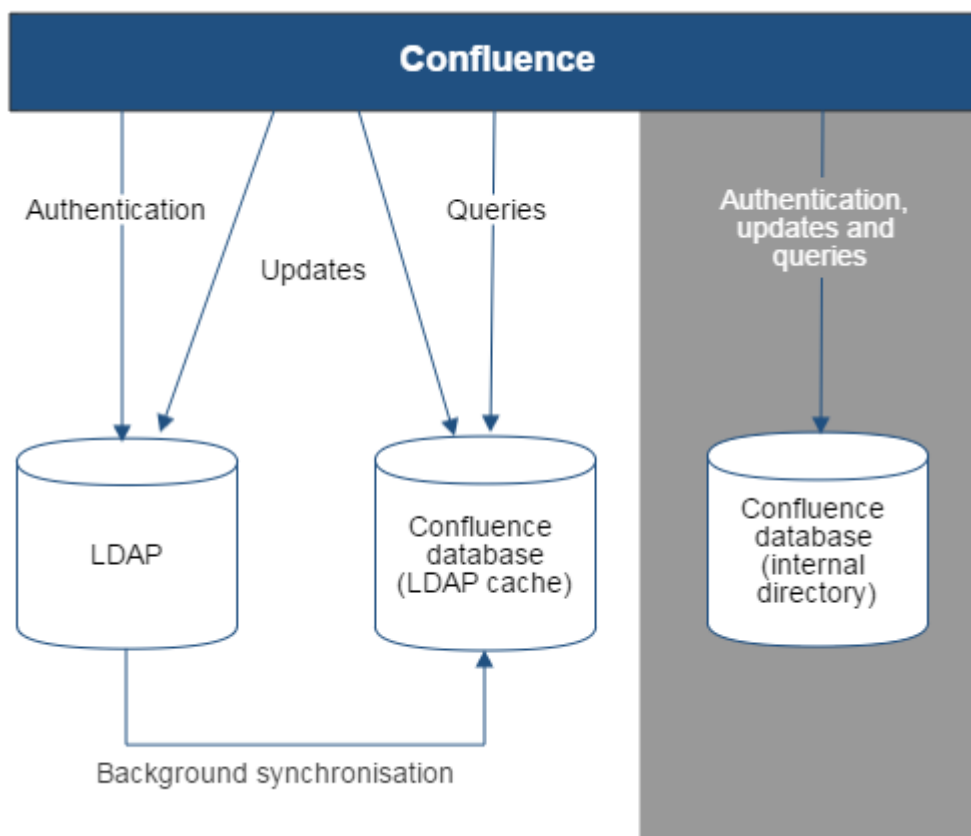 Confluence
Authentication
Updates
Queries
Authentication,
updates and
queries
LDAP
Confluence
database
(LDAP cache)
Confluence
database
(internal
directory)
Background synchronisation